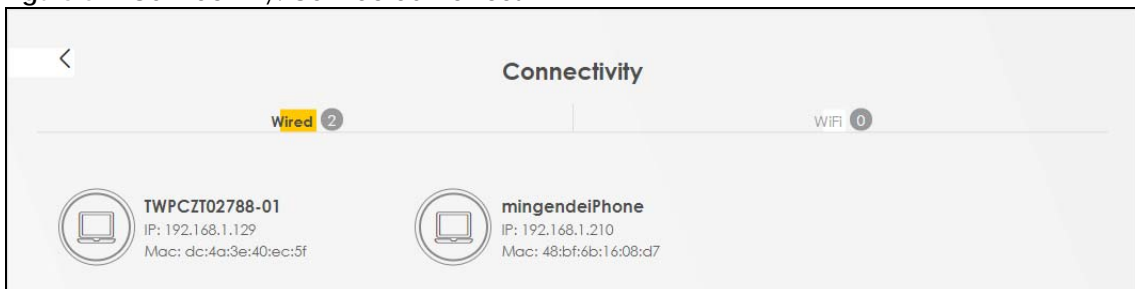 Connectivity
Wired 2
WiFi 0
TWPCZT02788-01
IP: 192.168.1.129
Mac: dc:4a:3e:40:ec:5f
mingendeiPhone
IP: 192.168.1.210
Mac: 48:bf:6b:16:08:d7